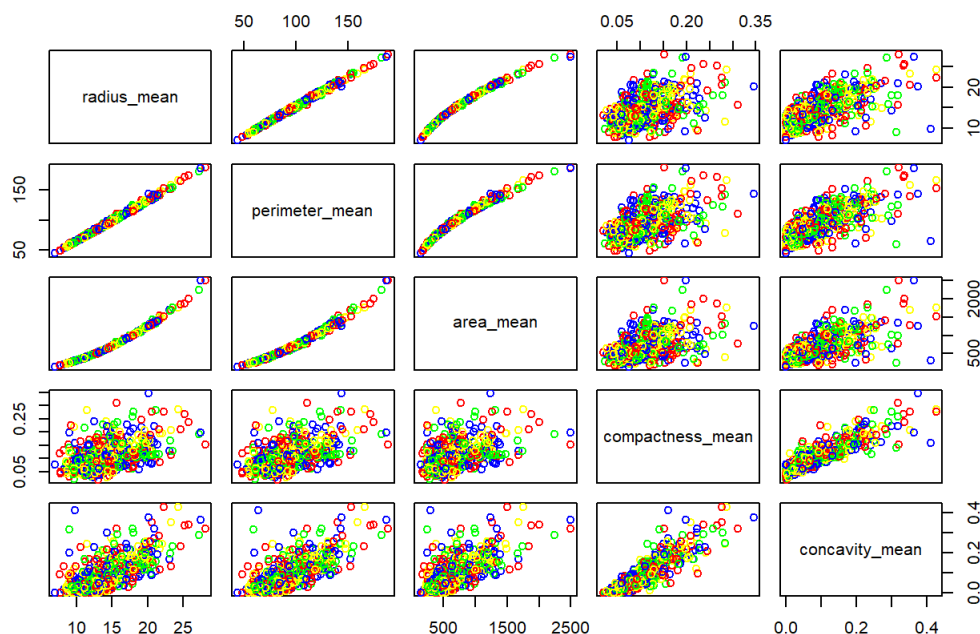 50 100 150
0.05 0.20 0.35
radius_mean
10 20
50 150
perimeter_mean
area_mean
500 2000
0.05 0.25
compactness_mean
concavity_mean
0.0 0.2 0.4
10 15 20 25
500 1500 2500
0.0 0.2 0.4